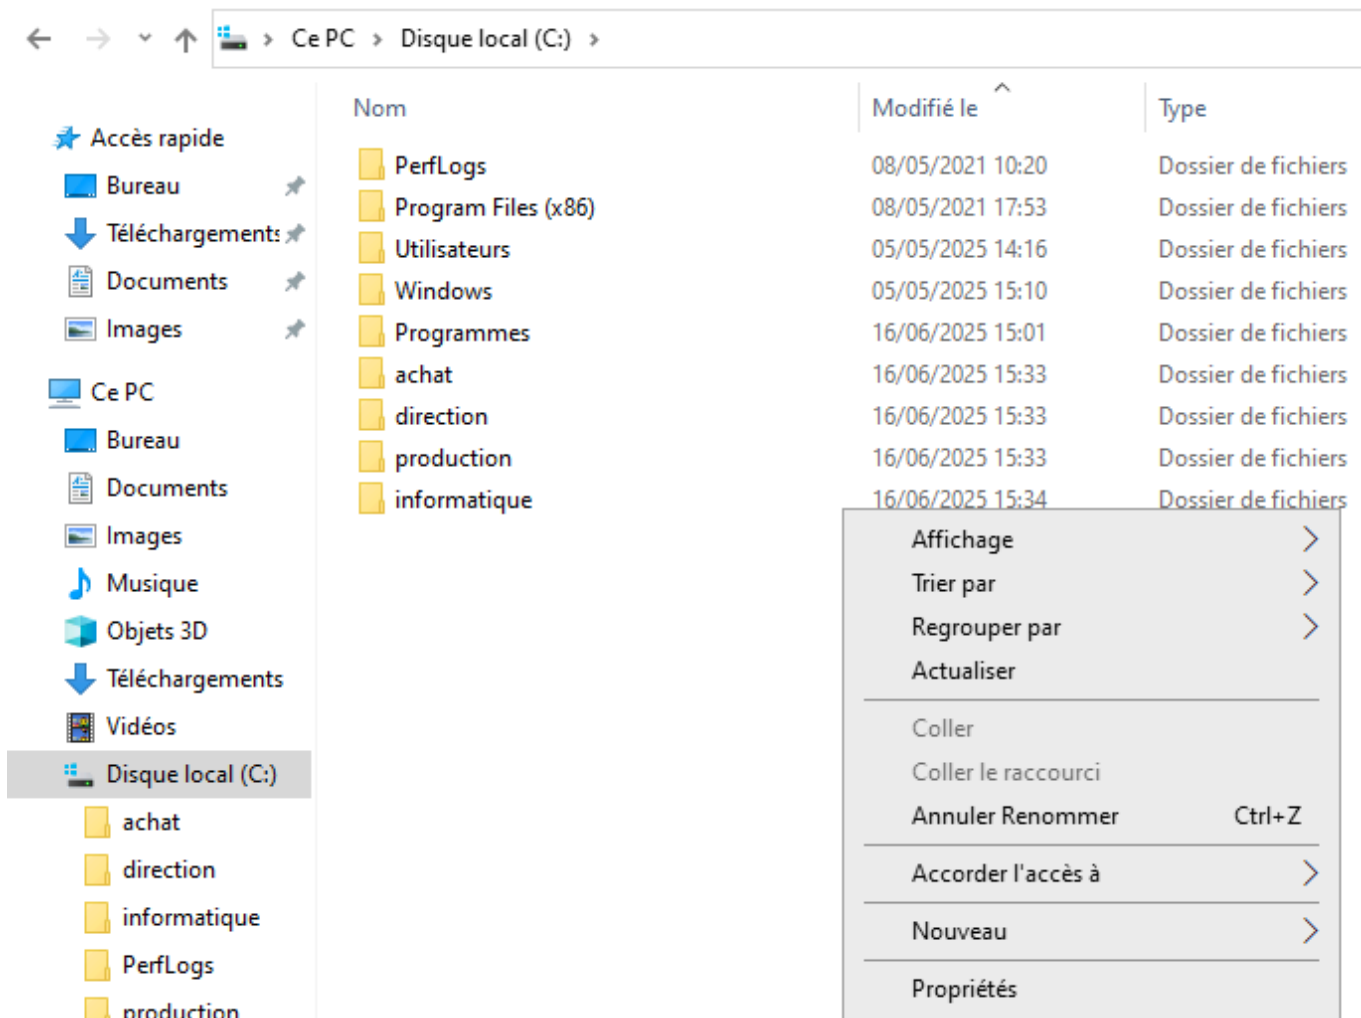 Ce PC > Disque local (C:) >
Nom Modifié le Type
Accès rapide
Bureau
Téléchargements
Documents
Images
Ce PC
Bureau
Documents
Images
Musique
Objets 3D
Téléchargements
Vidéos
Disque local (C:)
achat
direction
informatique
PerfLogs
production
PerfLogs 08/05/2021 10:20 Dossier de fichiers
Program Files (x86) 08/05/2021 17:53 Dossier de fichiers
Utilisateurs 05/05/2025 14:16 Dossier de fichiers
Windows 05/05/2025 15:10 Dossier de fichiers
Programmes 16/06/2025 15:01 Dossier de fichiers
achat 16/06/2025 15:33 Dossier de fichiers
direction 16/06/2025 15:33 Dossier de fichiers
production 16/06/2025 15:33 Dossier de fichiers
informatique 16/06/2025 15:34 Dossier de fichiers
Affichage
Trier par
Regrouper par
Actualiser
Coller
Coller le raccourci
Annuler Renommer Ctrl+Z
Accorder l'accès à
Nouveau
Propriétés